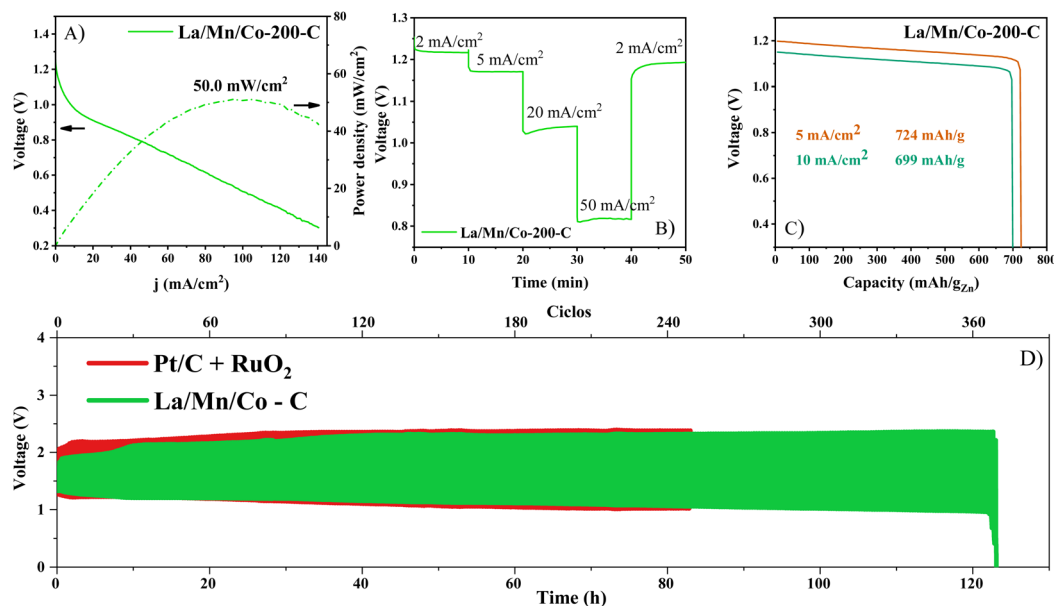 A)
La/Mn/Co-200-C
50.0 mW/cm²
Voltage (V)
1.4
1.2
1.0
0.8
0.6
0.4
0.2
Power density (mW/cm²)
80
60
40
20
0
0 20 40 60 80 100 120 140
j (mA/cm²)
B)
2 mA/cm²
5 mA/cm²
20 mA/cm²
50 mA/cm²
2 mA/cm²
La/Mn/Co-200-C
Voltage (V)
1.3
1.2
1.1
1.0
0.9
0.8
0 10 20 30 40 50
Time (min)
La/Mn/Co-200-C
5 mA/cm² 724 mAh/g
10 mA/cm² 699 mAh/g
C)
Voltage (V)
1.2
1.0
0.8
0.6
0.4
0 100 200 300 400 500 600 700 800
Capacity (mAh/gZn)
Ciclos
0 60 120 180 240 300 360
D)
Pt/C + RuO₂
La/Mn/Co - C
Voltage (V)
4
3
2
1
0
0 20 40 60 80 100 120
Time (h)